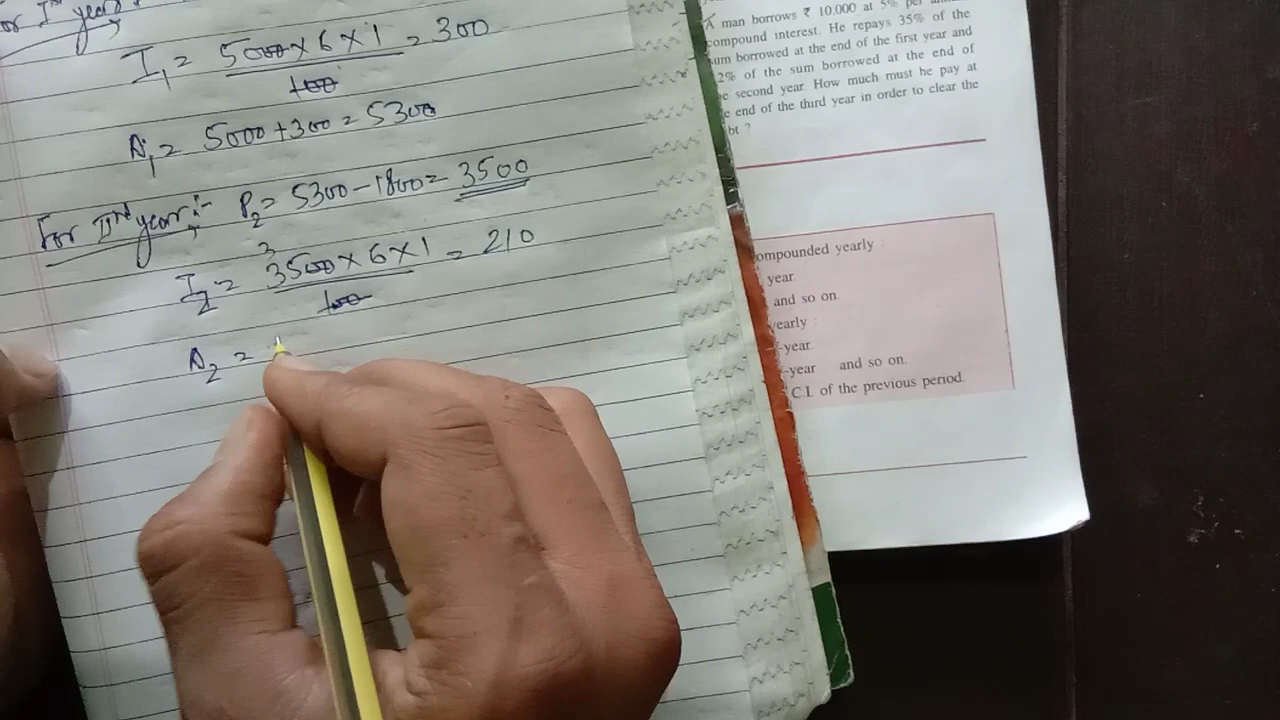 or Ist year:
I1 = 5000×6×1 = 300
100
A1 = 5000+300 = 5300
For IInd year:- P2 = 5300-1800= 3500
3
I2 = 3500×6×1 = 210
100
A2 =
man borrows ₹ 10.000 at 5% per
compound interest. He repays 35% of the
um borrowed at the end of the first year and
2% of the sum borrowed at the end of
e second year. How much must he pay at
e end of the third year in order to clear the
bt ?
ompounded yearly :
year.
and so on.
early :
-year.
-year and so on.
C.I. of the previous period.